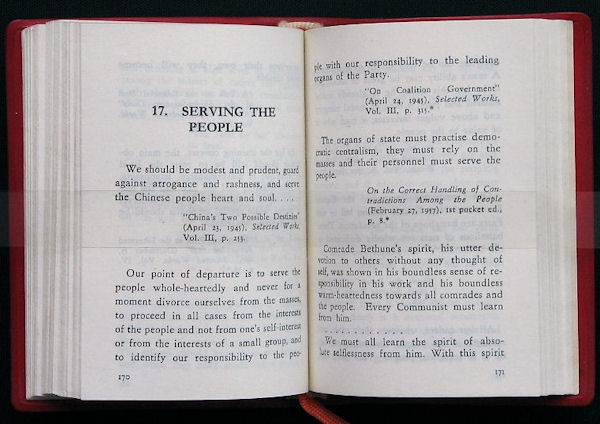 17. SERVING THE
PEOPLE
We should be modest and prudent, guard
against arrogance and rashness, and serve
the Chinese people heart and soul. . . .
"China's Two Possible Destinies"
(April 23, 1945), Selected Works,
Vol. III, p. 253.
Our point of departure is to serve the
people whole-heartedly and never for a
moment divorce ourselves from the masses,
to proceed in all cases from the interests
of the people and not from one's self-interest
or from the interests of a small group, and
to identify our responsibility to the peo-
170
ple with our responsibility to the leading
organs of the Party.
"On Coalition Government"
(April 24, 1945), Selected Works,
Vol. III, p. 315.*
The organs of state must practise demo-
cratic centralism, they must rely on the
masses and their personnel must serve the
people.
On the Correct Handling of Con-
tradictions Among the People
(February 27, 1957), 1st pocket ed.,
p. 8.*
Comrade Bethune's spirit, his utter de-
votion to others without any thought of
self, was shown in his boundless sense of re-
sponsibility in his work and his boundless
warm-heartedness towards all comrades and
the people. Every Communist must learn
from him.
. . . . . . . . . . . .
We must all learn the spirit of abso-
lute selflessness from him. With this spirit
171